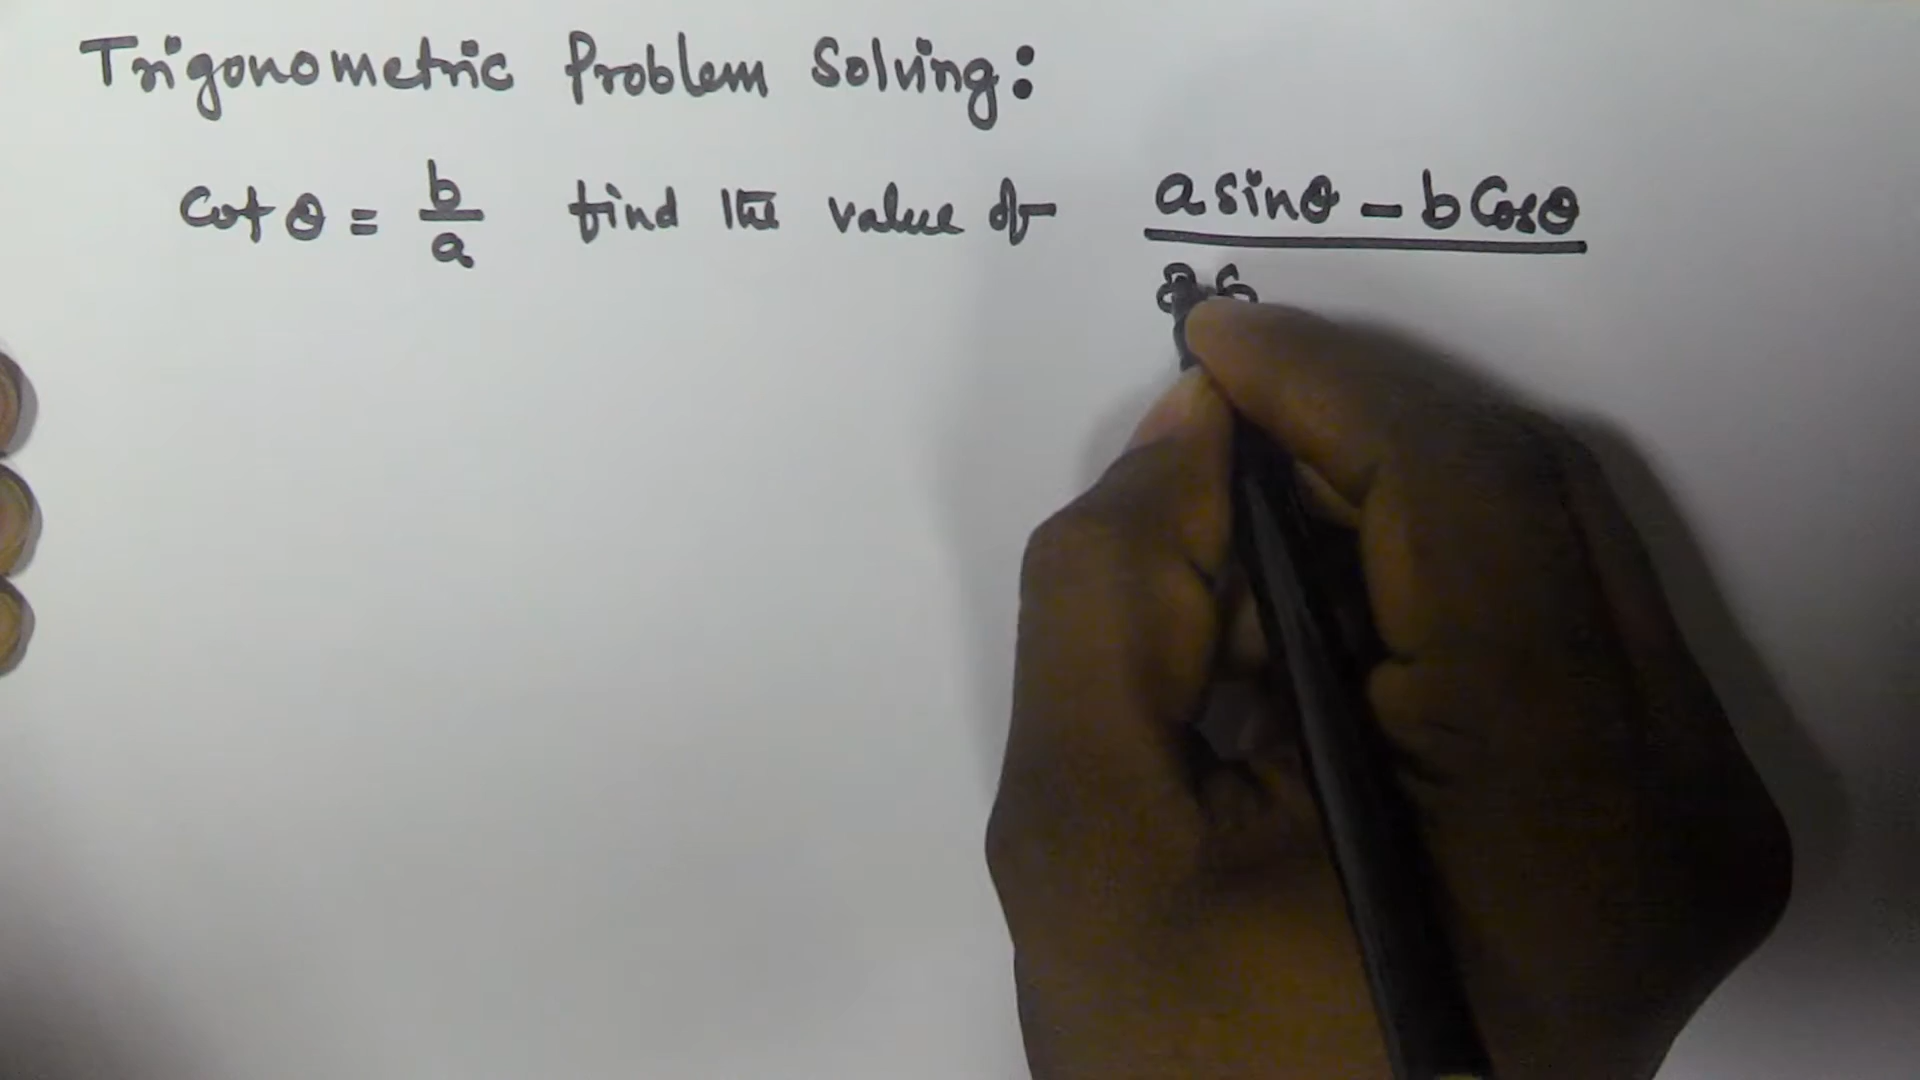 Trigonometric Problem Solving:
Cot θ = b/a find the value of a sinθ - b Cosθ